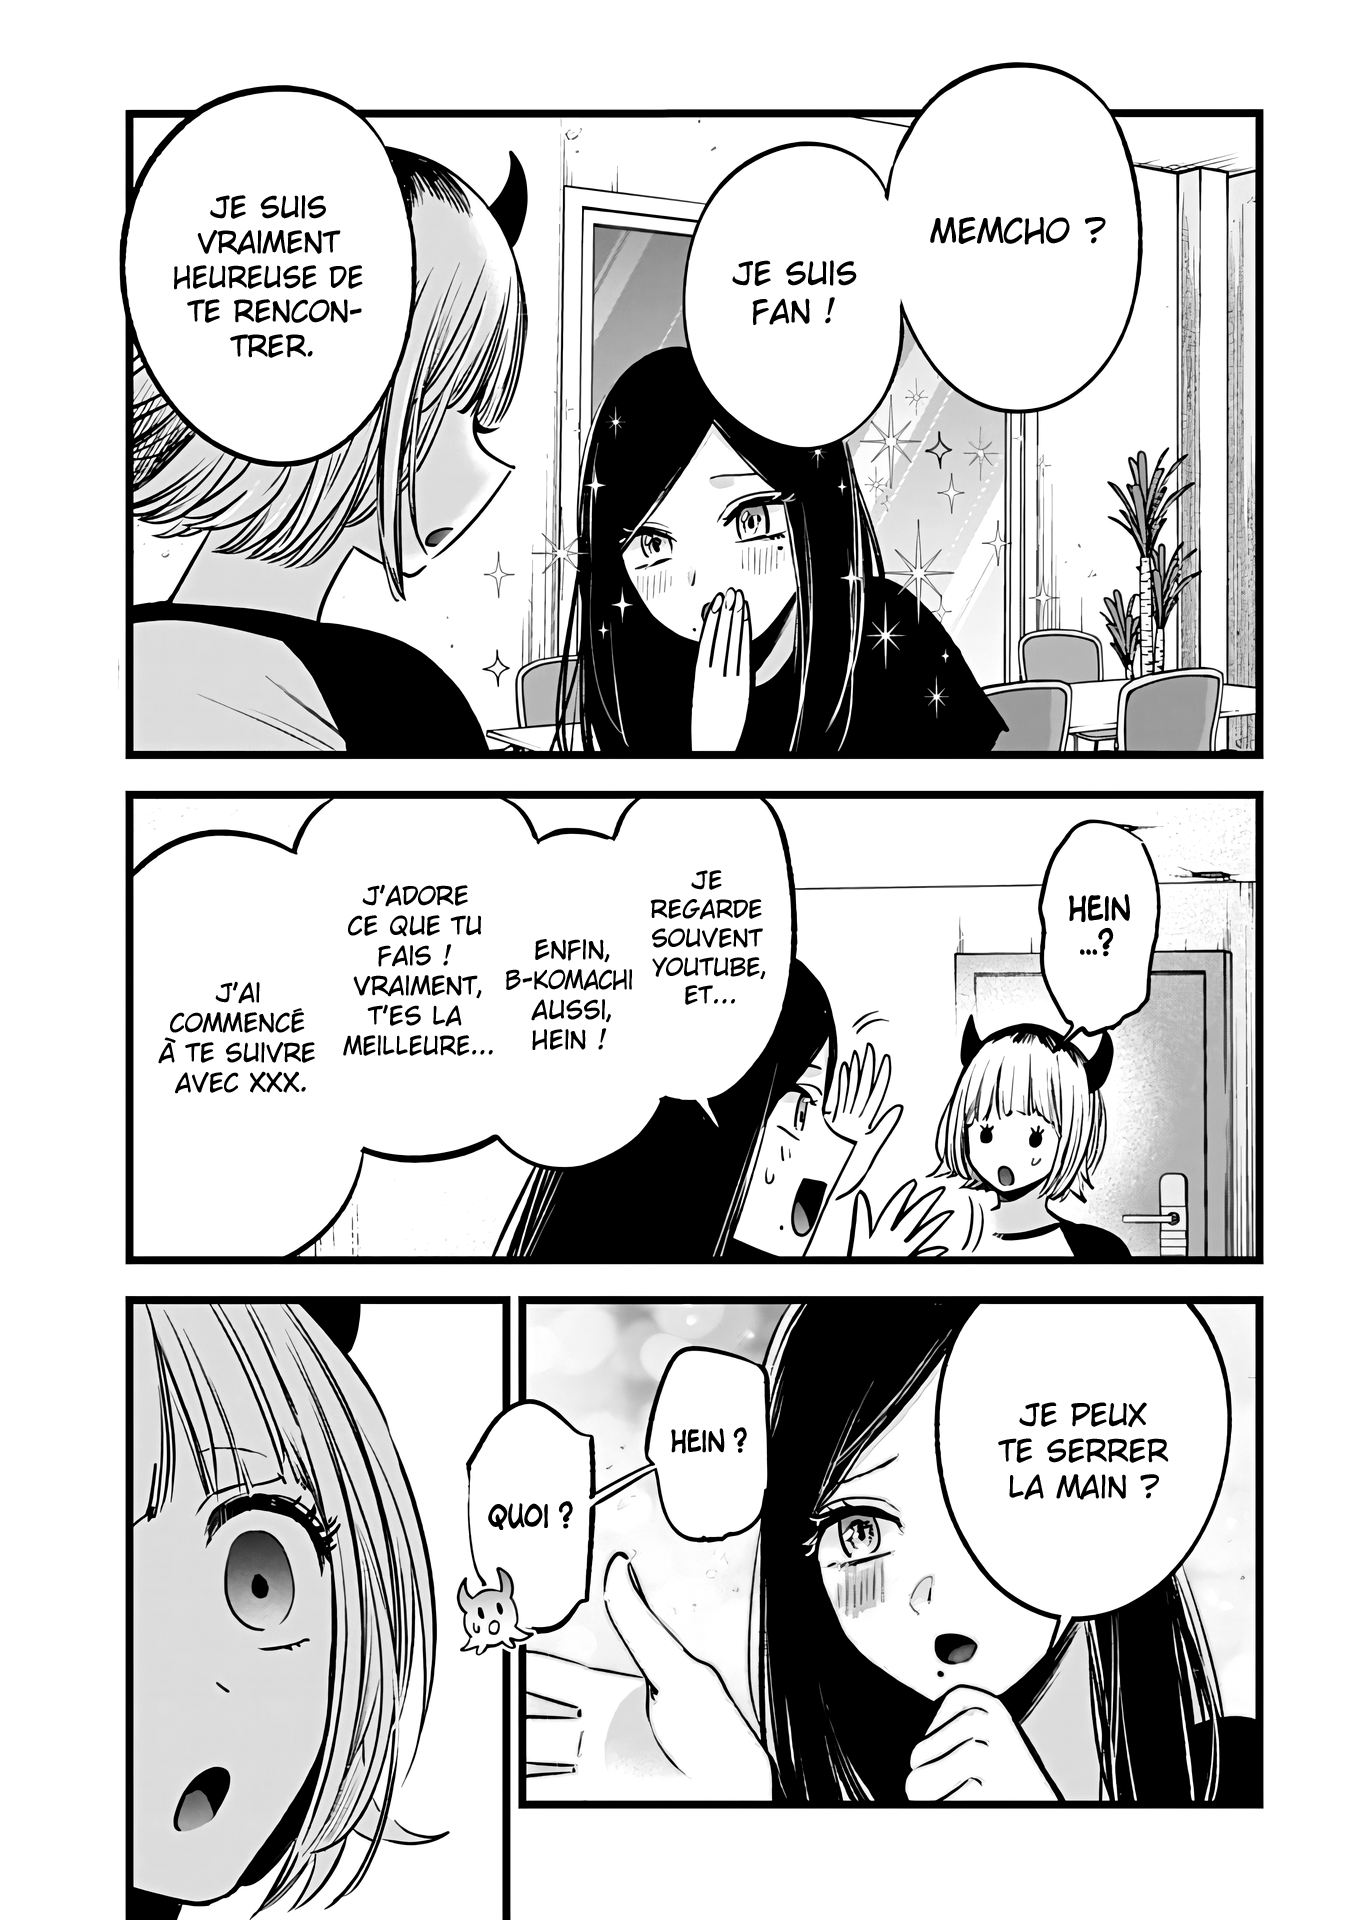 MEMCHO ?
JE SUIS
FAN !
JE SUIS
VRAIMENT
HEUREUSE DE
TE RENCON-
TRER.
HEIN
...?
JE
REGARDE
SOUVENT
YOUTUBE,
ET...
ENFIN,
B-KOMACHI
AUSSI,
HEIN !
J'ADORE
CE QUE TU
FAIS !
VRAIMENT,
T'ES LA
MEILLEURE...
J'AI
COMMENCÉ
À TE SUIVRE
AVEC XXX.
JE PEUX
TE SERRER
LA MAIN ?
HEIN ?
QUOI ?